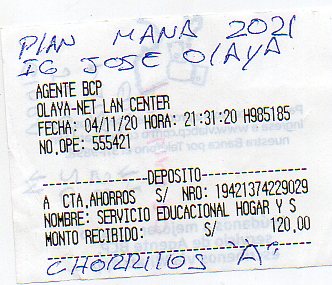 PLAN MANÁ 2021
IG JOSE OLAYA
AGENTE BCP
OLAYA-NET LAN CENTER
FECHA: 04/11/20 HORA: 21:31:20 H985185
NO.OPE: 555421
------------------DEPOSITO------------------
A CTA.AHORROS S/ NRO: 19421374229029
NOMBRE: SERVICIO EDUCACIONAL HOGAR Y S
MONTO RECIBIDO: S/ 120.00
CHORRITOS "A"